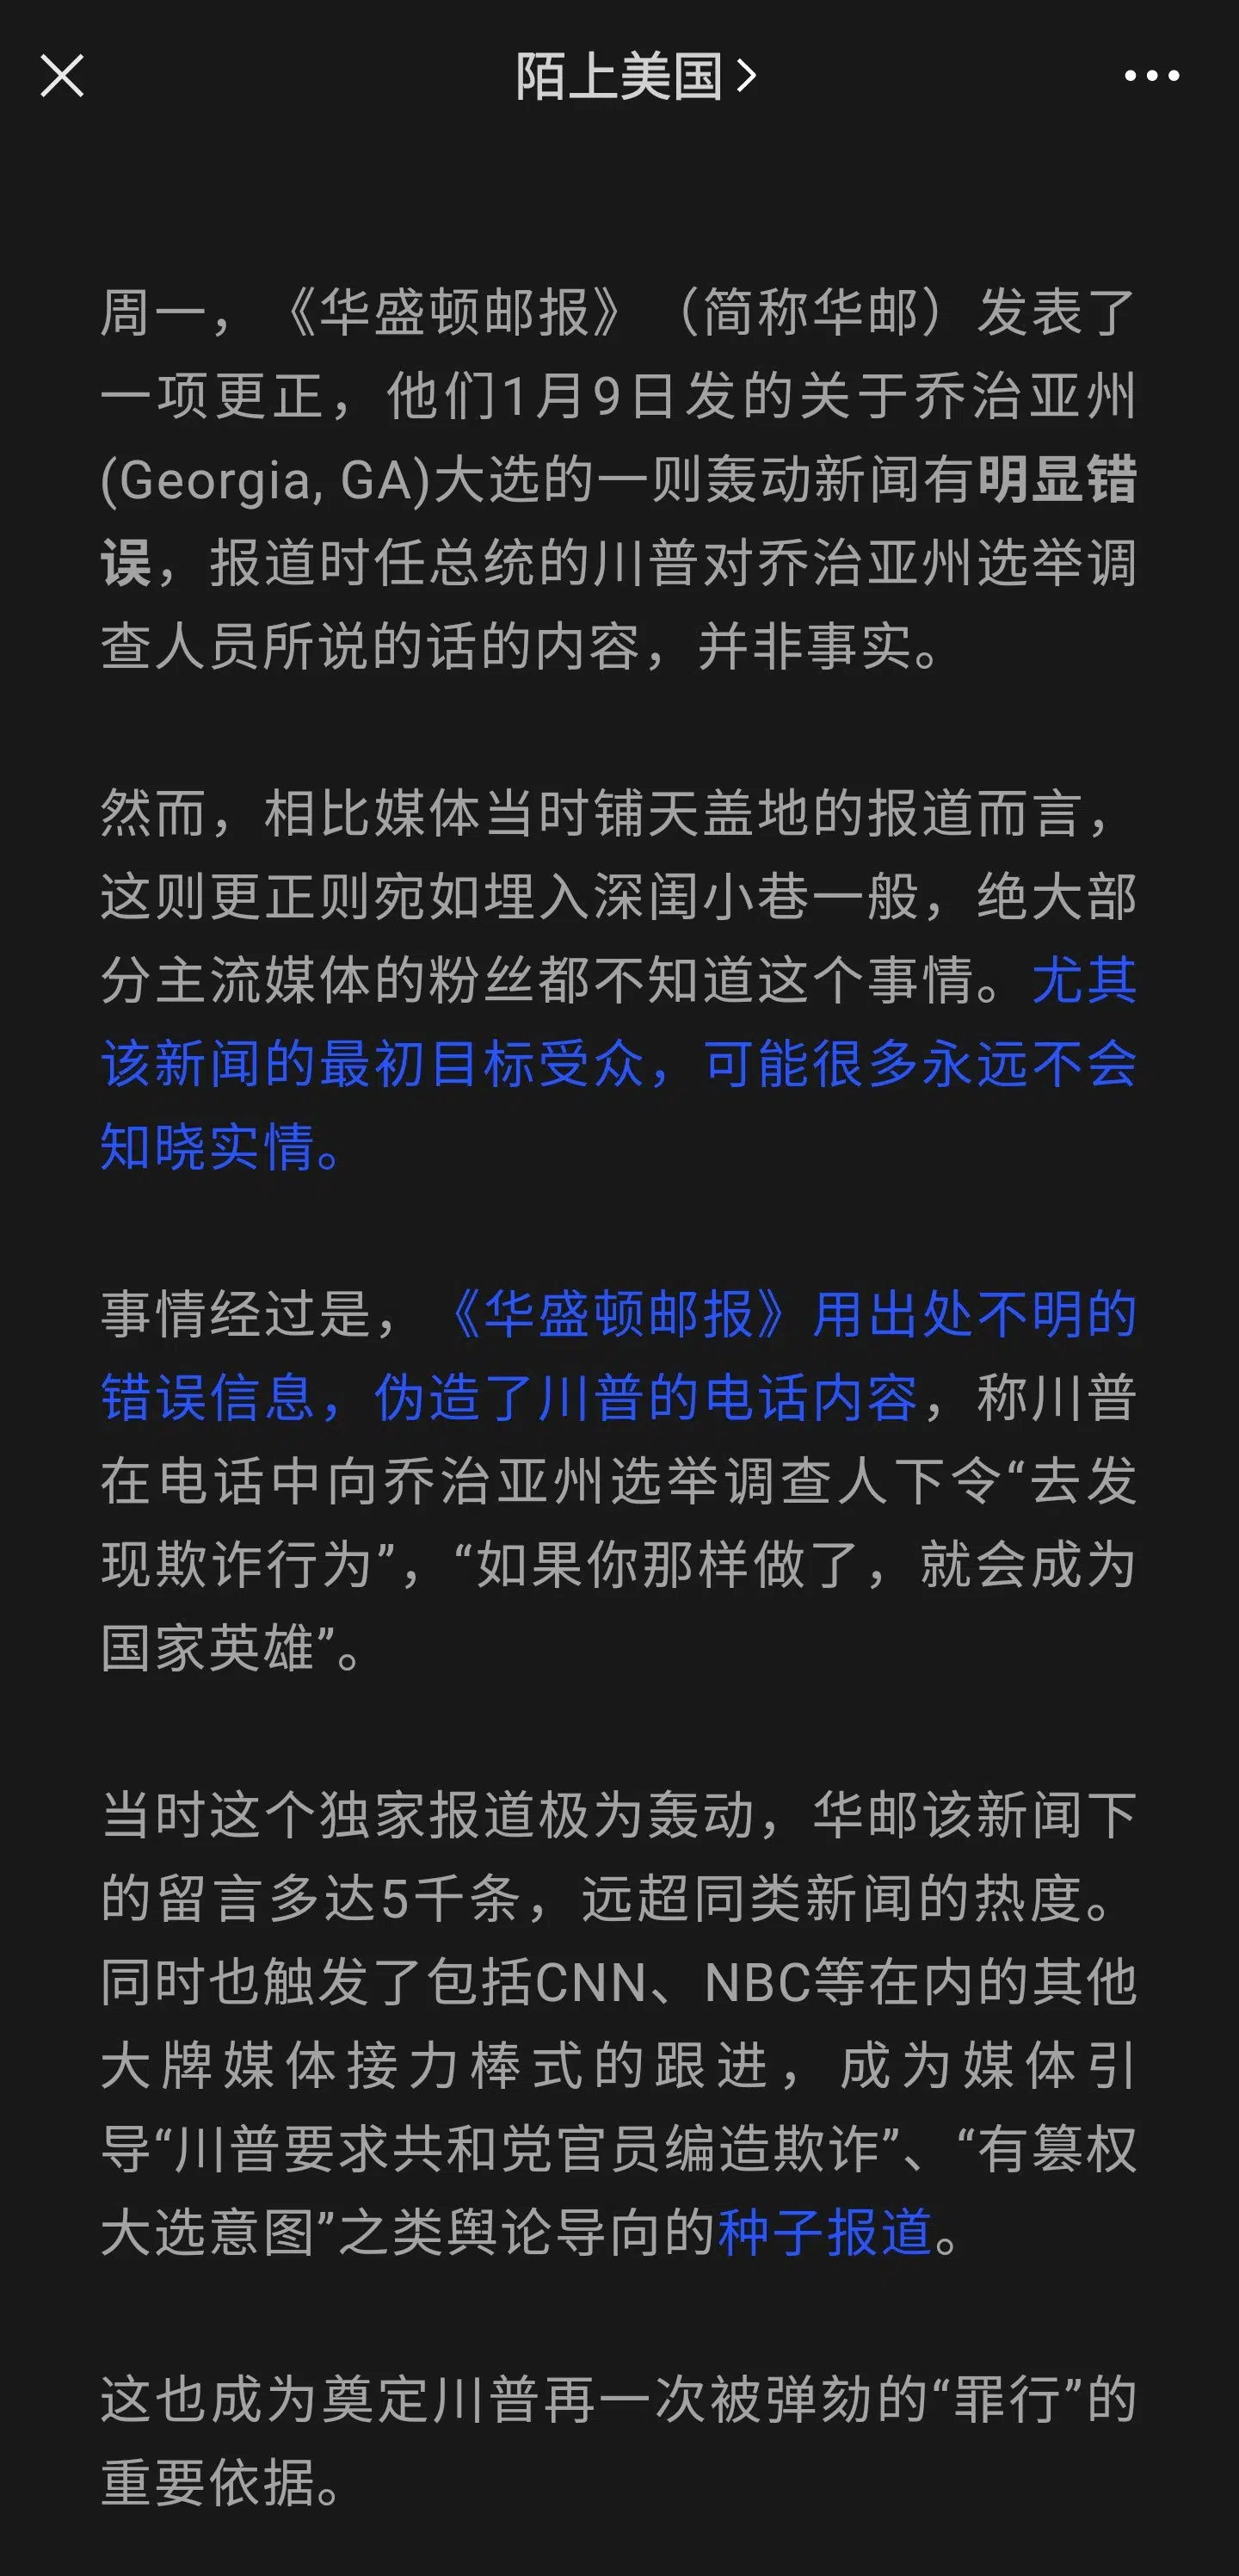 陌上美国
周一，《华盛顿邮报》（简称华邮）发表了
一项更正，他们1月9日发的关于乔治亚州
(Georgia, GA)大选的一则轰动新闻有明显错
误，报道时任总统的川普对乔治亚州选举调
查人员所说的话的内容，并非事实。
然而，相比媒体当时铺天盖地的报道而言，
这则更正则宛如埋入深闺小巷一般，绝大部
分主流媒体的粉丝都不知道这个事情。尤其
该新闻的最初目标受众，可能很多永远不会
知晓实情。
事情经过是，《华盛顿邮报》用出处不明的
错误信息，伪造了川普的电话内容，称川普
在电话中向乔治亚州选举调查人下令“去发
现欺诈行为”，“如果你那样做了，就会成为
国家英雄”。
当时这个独家报道极为轰动，华邮该新闻下
的留言多达5千条，远超同类新闻的热度。
同时也触发了包括CNN、NBC等在内的其他
大牌媒体接力棒式的跟进，成为媒体引
导“川普要求共和党官员编造欺诈”、“有篡权
大选意图”之类舆论导向的种子报道。
这也成为奠定川普再一次被弹劾的“罪行”的
重要依据。